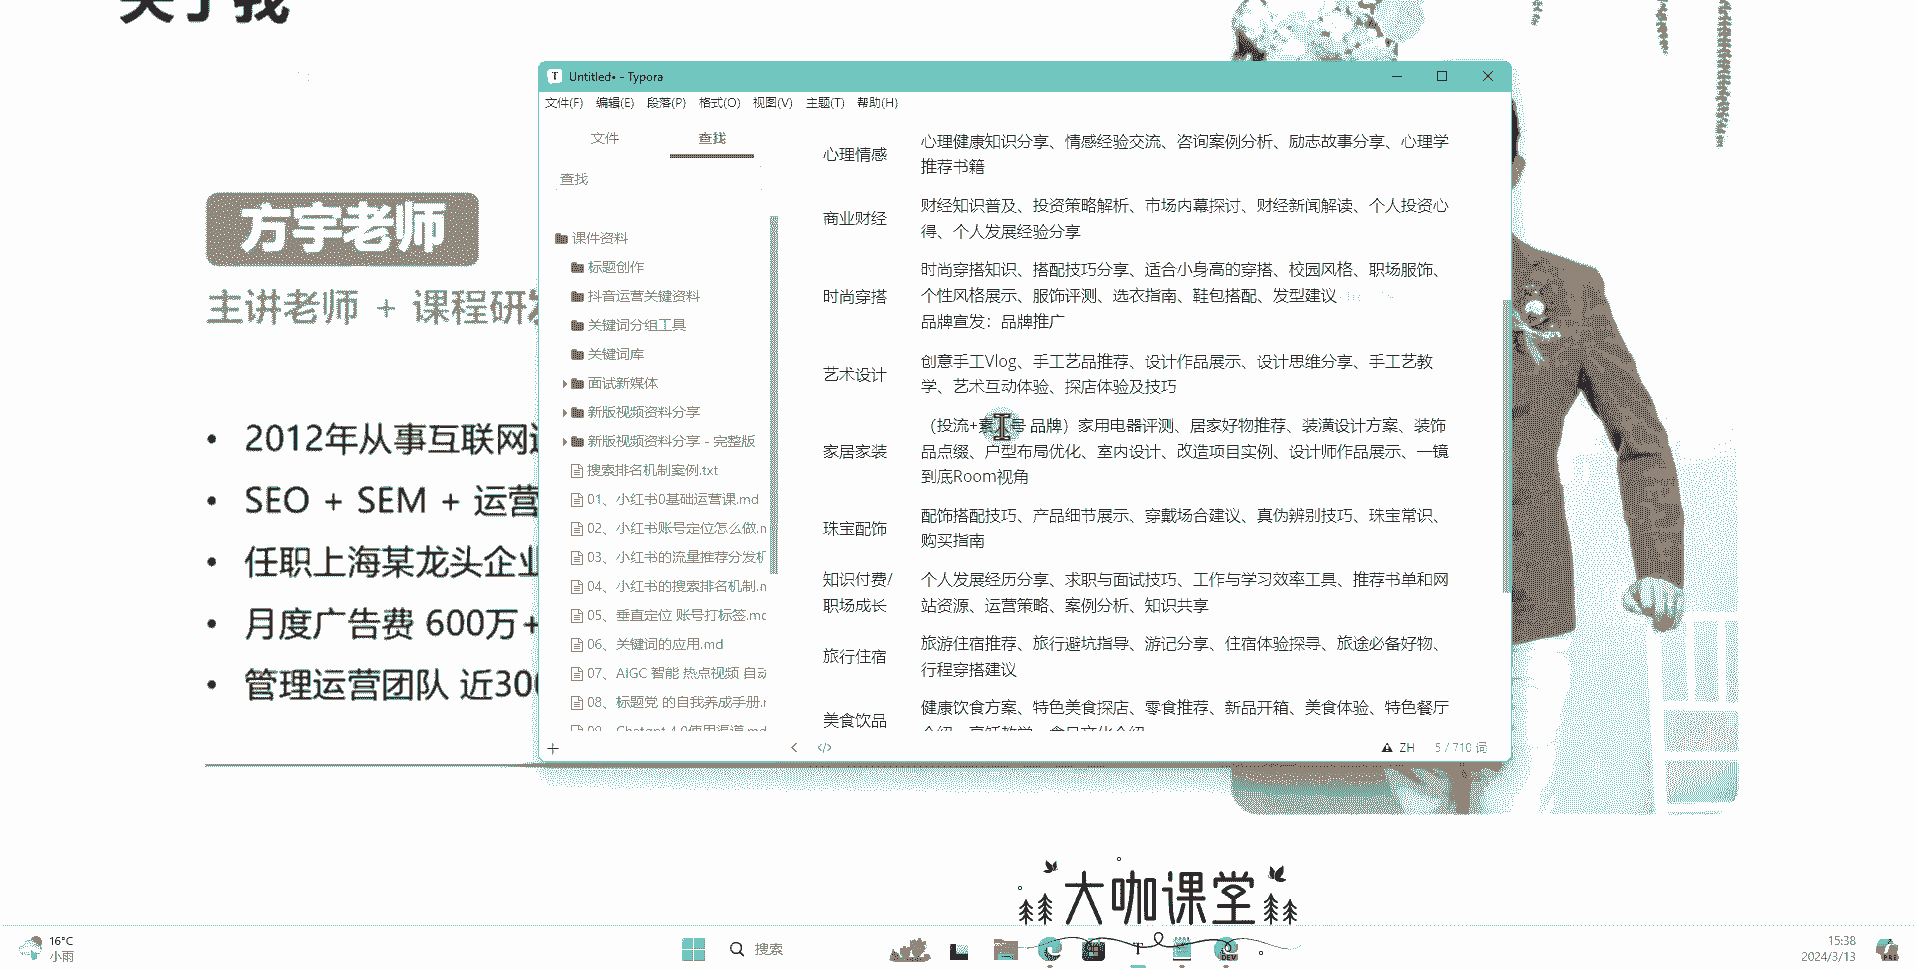 关于我
方宇老师
主讲老师 + 课程研发
2012年从事互联网
SEO + SEM + 运营
任职上海某龙头企业
月度广告费 600万+
管理运营团队 近300
Untitled• - Typora
文件(F) 编辑(E) 段落(P) 格式(O) 视图(V) 主题(T) 帮助(H)
文件 查找
查找
课件资料
标题创作
抖音运营关键资料
关键词分组工具
关键词库
面试新媒体
新版视频资料分享
新版视频资料分享 - 完整版
搜索排名机制案例.txt
01、小红书0基础运营课.md
02、小红书账号定位怎么做.m
03、小红书的流量推荐分发机
04、小红书的搜索排名机制.m
05、垂直定位 账号打标签.md
06、关键词的应用.md
07、AIGC 智能 热点视频 自动
08、标题党 的自我养成手册.m
09、Chatgpt 4.0使用渠道.md
心理情感
心理健康知识分享、情感经验交流、咨询案例分析、励志故事分享、心理学
推荐书籍
商业财经
财经知识普及、投资策略解析、市场内幕探讨、财经新闻解读、个人投资心
得、个人发展经验分享
时尚穿搭
时尚穿搭知识、搭配技巧分享、适合小身高的穿搭、校园风格、职场服饰、
个性风格展示、服饰评测、选衣指南、鞋包搭配、发型建议
品牌宣发：品牌推广
艺术设计
创意手工Vlog、手工艺品推荐、设计作品展示、设计思维分享、手工艺教
学、艺术互动体验、探店体验及技巧
家居家装
（投流+素 号 品牌）家用电器评测、居家好物推荐、装潢设计方案、装饰
品点缀、户型布局优化、室内设计、改造项目实例、设计师作品展示、一镜
到底Room视角
珠宝配饰
配饰搭配技巧、产品细节展示、穿戴场合建议、真伪辨别技巧、珠宝常识、
购买指南
知识付费/
职场成长
个人发展经历分享、求职与面试技巧、工作与学习效率工具、推荐书单和网
站资源、运营策略、案例分析、知识共享
旅行住宿
旅游住宿推荐、旅行避坑指导、游记分享、住宿体验探寻、旅途必备好物、
行程穿搭建议
美食饮品
健康饮食方案、特色美食探店、零食推荐、新品开箱、美食体验、特色餐厅
ZH 5 / 710 词
大咖课堂
16°C
小雨
搜索
DEV
15:38
2024/3/13